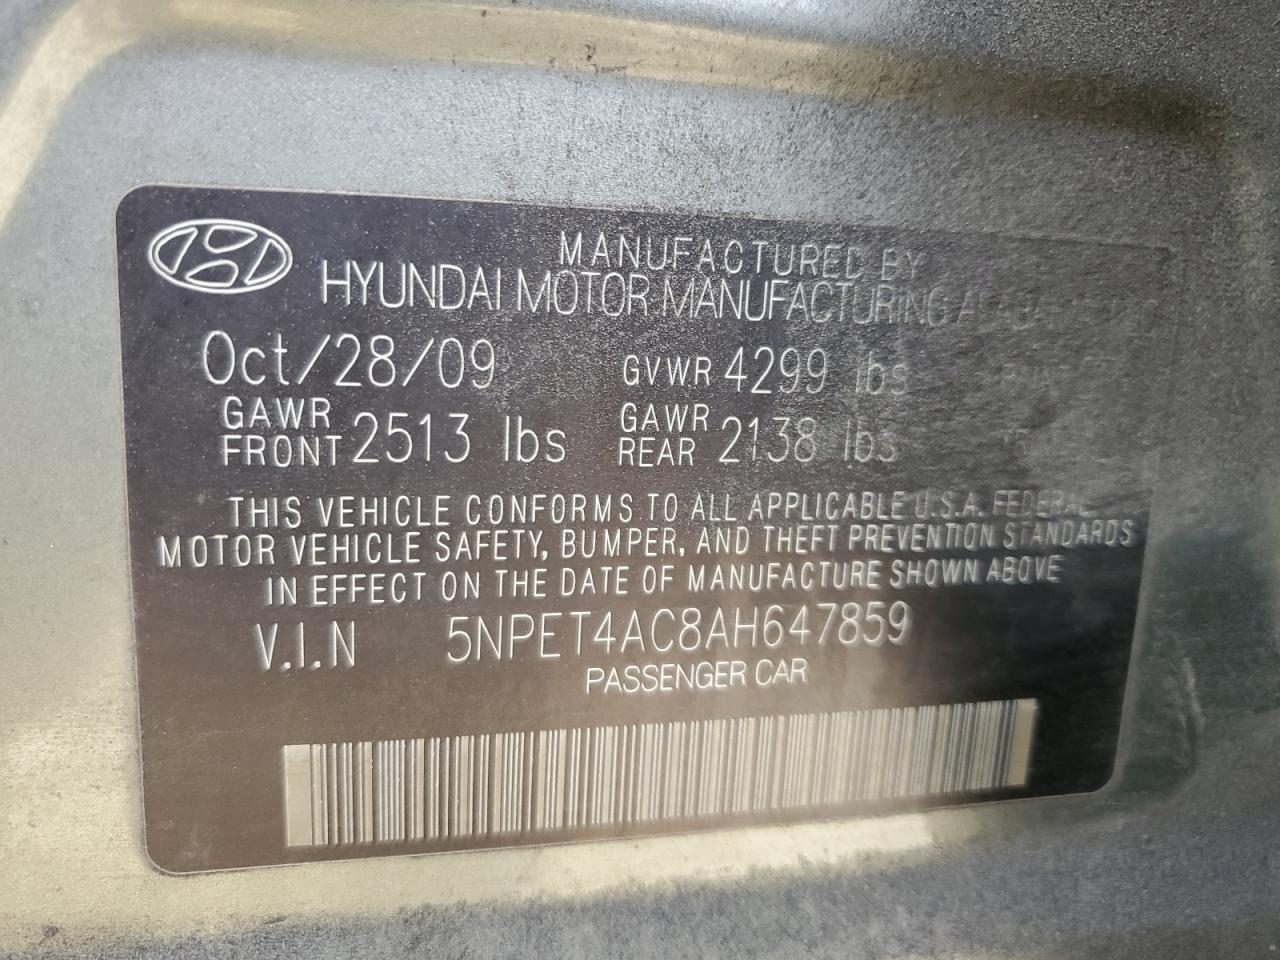 MANUFACTURED BY
HYUNDAI MOTOR MANUFACTURING
Oct/28/09 GVWR 4299 lbs
GAWR FRONT 2513 lbs GAWR REAR 2138 lbs
THIS VEHICLE CONFORMS TO ALL APPLICABLE U.S.A. FEDERAL
MOTOR VEHICLE SAFETY, BUMPER, AND THEFT PREVENTION STANDARDS
IN EFFECT ON THE DATE OF MANUFACTURE SHOWN ABOVE
V.I.N 5NPET4AC8AH647859
PASSENGER CAR